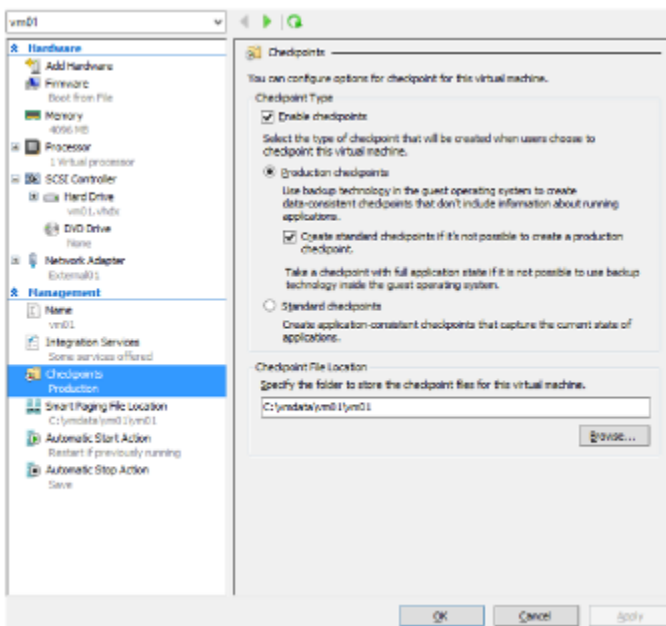 vm01
Hardware
Add Hardware
Firmware
Boot from File
Memory
4096 MB
Processor
1 Virtual processor
SCSI Controller
Hard Drive
vm01.vhdx
DVD Drive
None
Network Adapter
External01
Management
Name
vm01
Integration Services
Some services offered
Checkpoints
Production
Smart Paging File Location
C:\vmdata\vm01\vm01
Automatic Start Action
Restart if previously running
Automatic Stop Action
Save
Checkpoints
You can configure options for checkpoint for this virtual machine.
Checkpoint Type
Enable checkpoints
Select the type of checkpoint that will be created when users choose to
checkpoint this virtual machine.
Production checkpoints
Use backup technology in the guest operating system to create
data-consistent checkpoints that don't include information about running
applications.
Create standard checkpoints if it's not possible to create a production
checkpoint.
Take a checkpoint with full application state if it is not possible to use backup
technology inside the guest operating system.
Standard checkpoints
Create application-consistent checkpoints that capture the current state of
applications.
Checkpoint File Location
Specify the folder to store the checkpoint files for this virtual machine.
C:\vmdata\vm01\vm01
Browse...
OK
Cancel
Apply